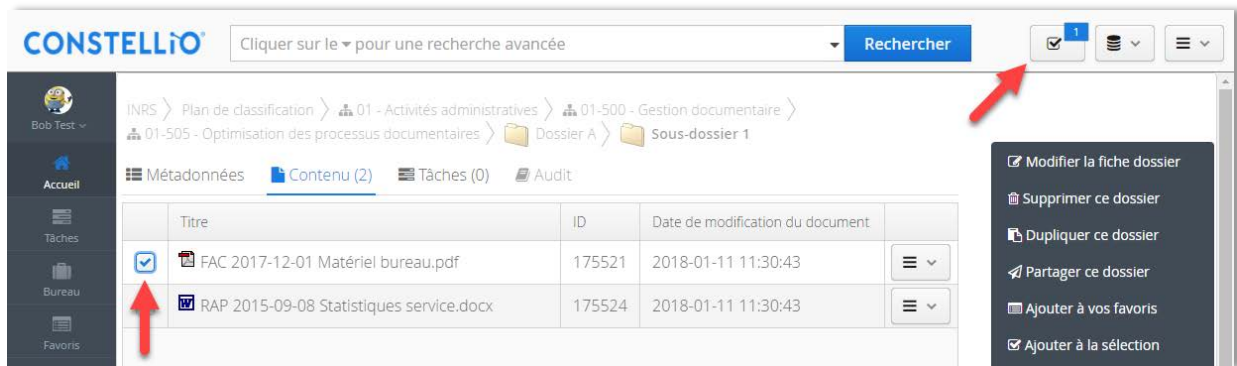 CONSTELLiO
Cliquer sur le ▾ pour une recherche avancée
Rechercher
1
Bob Test
INRS 〉 Plan de classification 〉 01 - Activités administratives 〉 01-500 - Gestion documentaire 〉
01-505 - Optimisation des processus documentaires 〉 Dossier A 〉 Sous-dossier 1
Accueil
Tâches
Bureau
Favoris
Métadonnées Contenu (2) Tâches (0) Audit
Titre ID Date de modification du document
FAC 2017-12-01 Matériel bureau.pdf 175521 2018-01-11 11:30:43
RAP 2015-09-08 Statistiques service.docx 175524 2018-01-11 11:30:43
Modifier la fiche dossier
Supprimer ce dossier
Dupliquer ce dossier
Partager ce dossier
Ajouter à vos favoris
Ajouter à la sélection